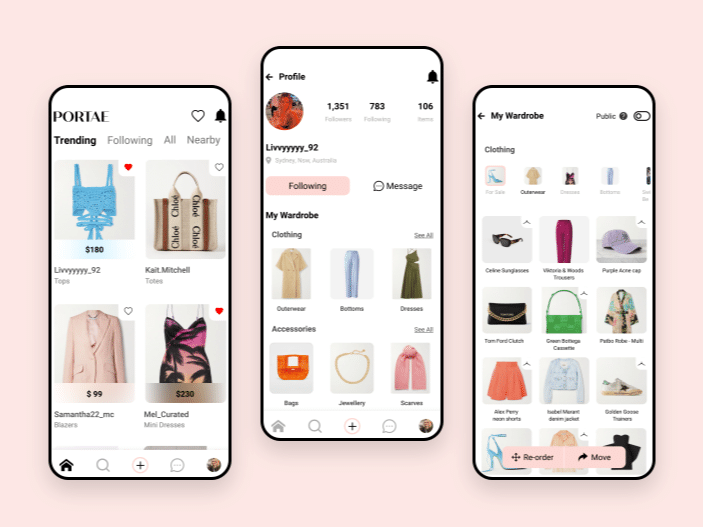 PORTAE
Trending Following All Nearby
$180
Chloé Chloé
Livvyyyyy_92 Kait.Mitchell
Tops Totes
$ 99 $230
Samantha22_mc Mel_Curated
Blazers Mini Dresses
Profile
1,351 783 106
Followers Following Items
Livvyyyyy_92
Sydney, Nsw, Australia
Following Message
My Wardrobe
Clothing See All
Outerwear Bottoms Dresses
Accessories See All
Bags Jewellery Scarves
My Wardrobe Public ?
Clothing
For Sale Outerwear Dresses Bottoms
Celine Sunglasses Viktoria & Woods Trousers Purple Acne cap
Tom Ford Clutch Green Bottega Cassette Patbo Robe - Multi
Alex Perry neon shorts Isabel Marant denim jacket Golden Goose Trainers
Re-order Move